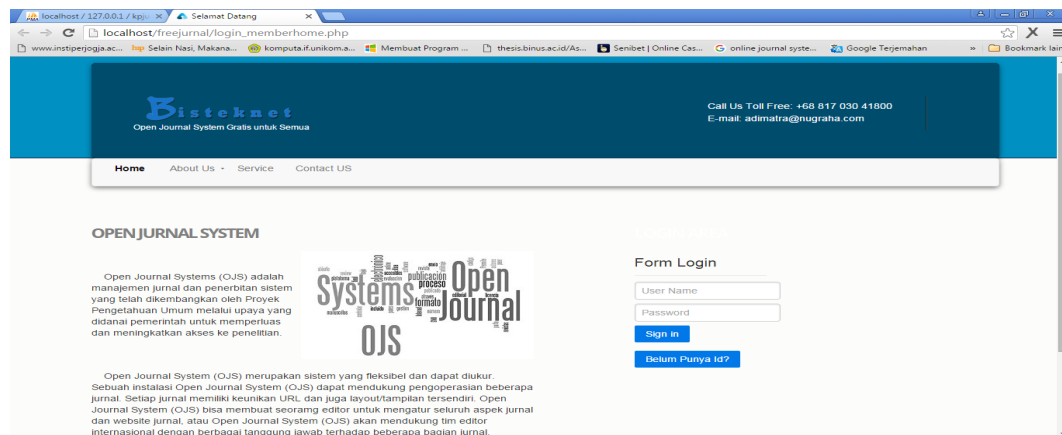 localhost / 127.0.0.1 / kpju
Selamat Datang
localhost/freejurnal/login_memberhome.php
www.instiperjogja.ac...
Selain Nasi, Makana...
komputa.if.unikom.a...
Membuat Program ...
thesis.binus.ac.id/As...
Senibet | Online Cas...
online journal syste...
Google Terjemahan
»
Bookmark lain
Bisteknet
Open Journal System Gratis untuk Semua
Call Us Toll Free: +68 817 030 41800
E-mail: adimatra@nugraha.com
Home
About Us
Service
Contact US
OPEN JURNAL SYSTEM
Open Journal Systems (OJS) adalah
manajemen jurnal dan penerbitan sistem
yang telah dikembangkan oleh Proyek
Pengetahuan Umum melalui upaya yang
didanai pemerintah untuk memperluas
dan meningkatkan akses ke penelitian.
electrónico
publicación
proceso
Open
Systems
formato
Journal
OJS
Open Journal System (OJS) merupakan sistem yang fleksibel dan dapat diukur.
Sebuah instalasi Open Journal System (OJS) dapat mendukung pengoperasian beberapa
jurnal. Setiap jurnal memiliki keunikan URL dan juga layout/tampilan tersendiri. Open
Journal System (OJS) bisa membuat seoramg editor untuk mengatur seluruh aspek jurnal
dan website jurnal, atau Open Journal System (OJS) akan mendukung tim editor
internasional dengan berbagai tanggung jawab terhadap beberapa bagian jurnal.
Form Login
User Name
Password
Sign in
Belum Punya Id?